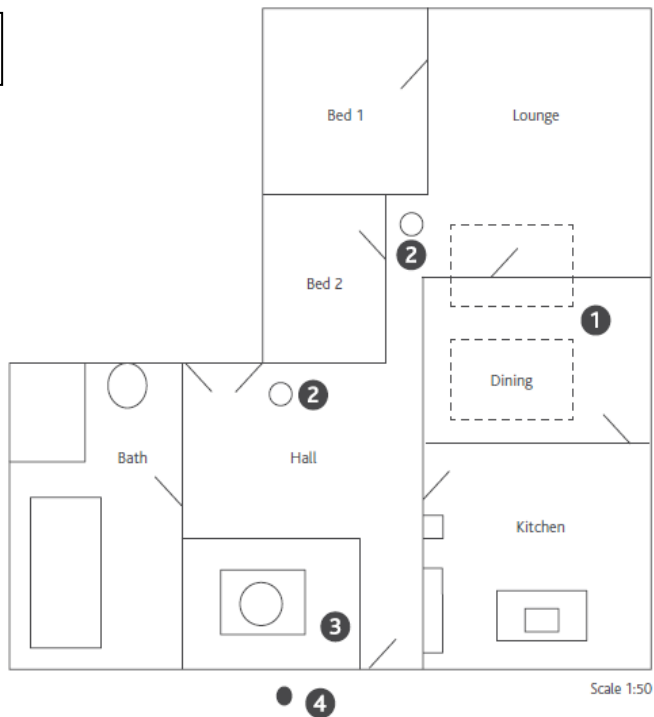 Bed 1
Lounge
2
Bed 2
1
Dining
2
Bath
Hall
Kitchen
3
Scale 1:50
4